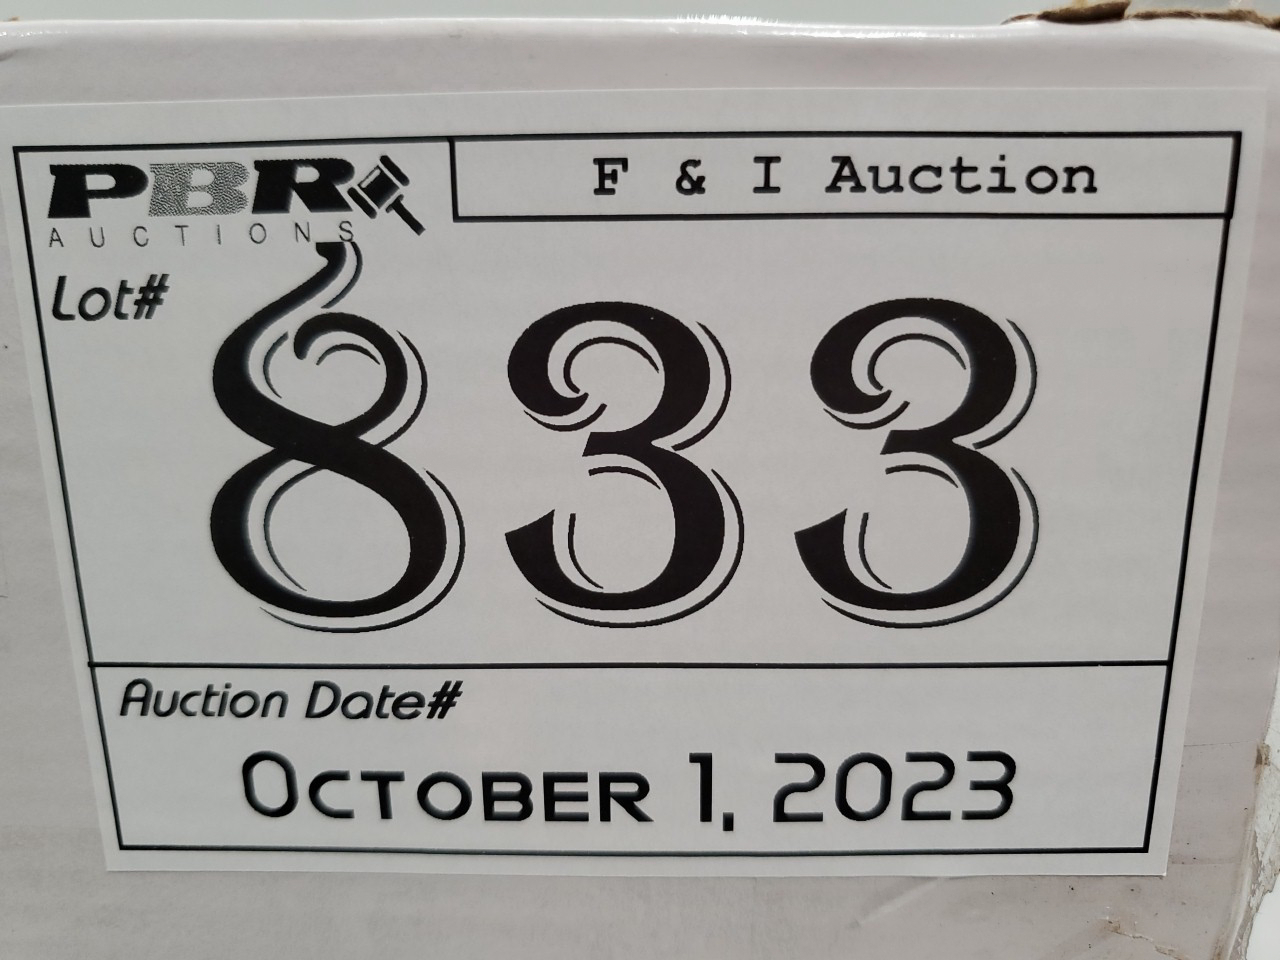 PBR
AUCTIONS
F & I Auction
Lot#
833
Auction Date#
OCTOBER 1, 2023